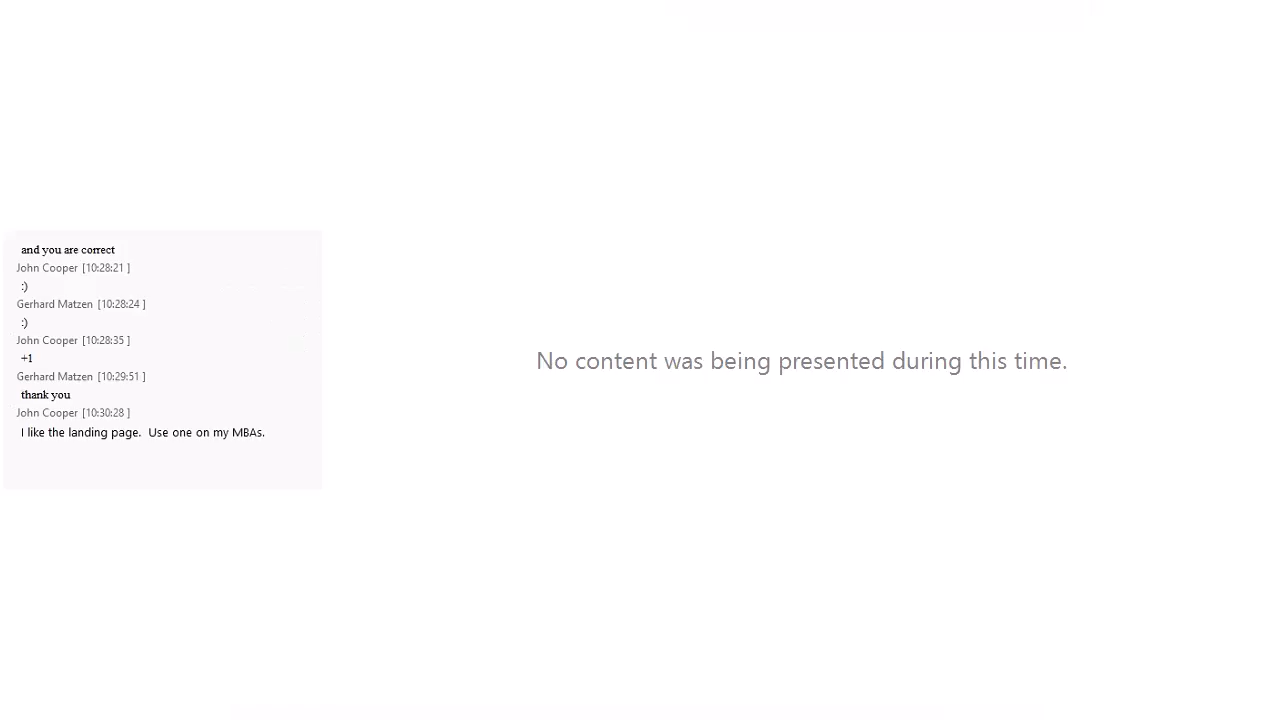 and you are correct
John Cooper [10:28:21 ]
:)
Gerhard Matzen [10:28:24 ]
:)
John Cooper [10:28:35 ]
+1
Gerhard Matzen [10:29:51 ]
thank you
John Cooper [10:30:28 ]
I like the landing page.  Use one on my MBAs.
No content was being presented during this time.